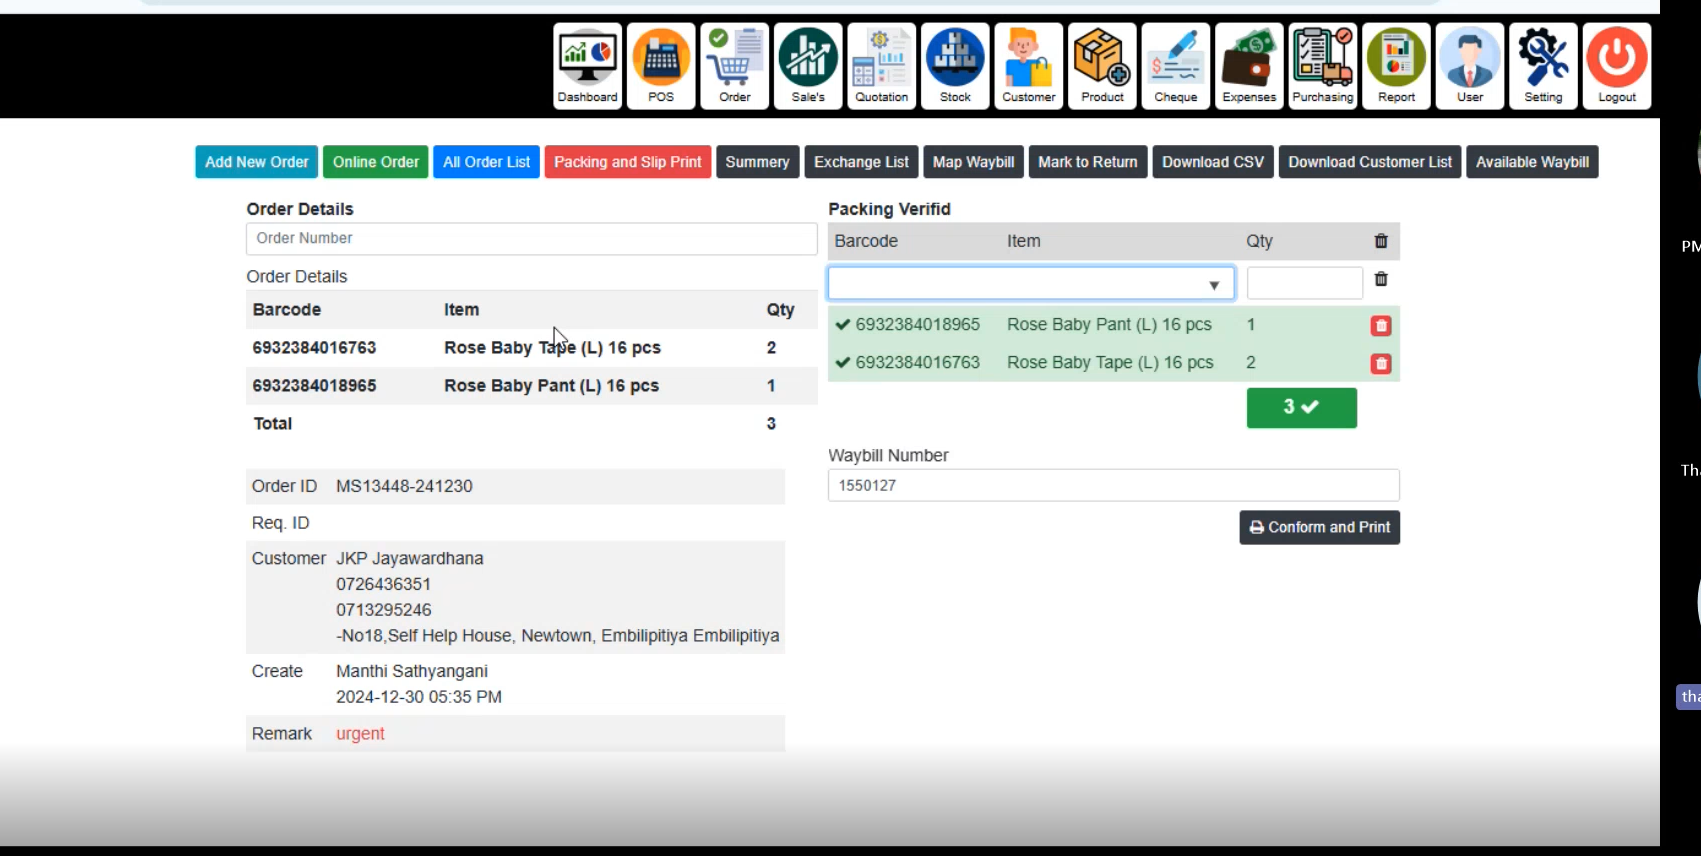 Dashboard POS Order Sale's Quotation Stock Customer Product Cheque Expenses Purchasing Report User Setting Logout
Add New Order Online Order All Order List Packing and Slip Print Summery Exchange List Map Waybill Mark to Return Download CSV Download Customer List Available Waybill
Order Details
Order Number
Order Details
Barcode Item Qty
6932384016763 Rose Baby Tape (L) 16 pcs 2
6932384018965 Rose Baby Pant (L) 16 pcs 1
Total 3
Order ID MS13448-241230
Req. ID
Customer JKP Jayawardhana
0726436351
0713295246
-No18,Self Help House, Newtown, Embilipitiya Embilipitiya
Create Manthi Sathyangani
2024-12-30 05:35 PM
Remark urgent
Packing Verifid
Barcode Item Qty
6932384018965 Rose Baby Pant (L) 16 pcs 1
6932384016763 Rose Baby Tape (L) 16 pcs 2
3
Waybill Number
1550127
Conform and Print
PM